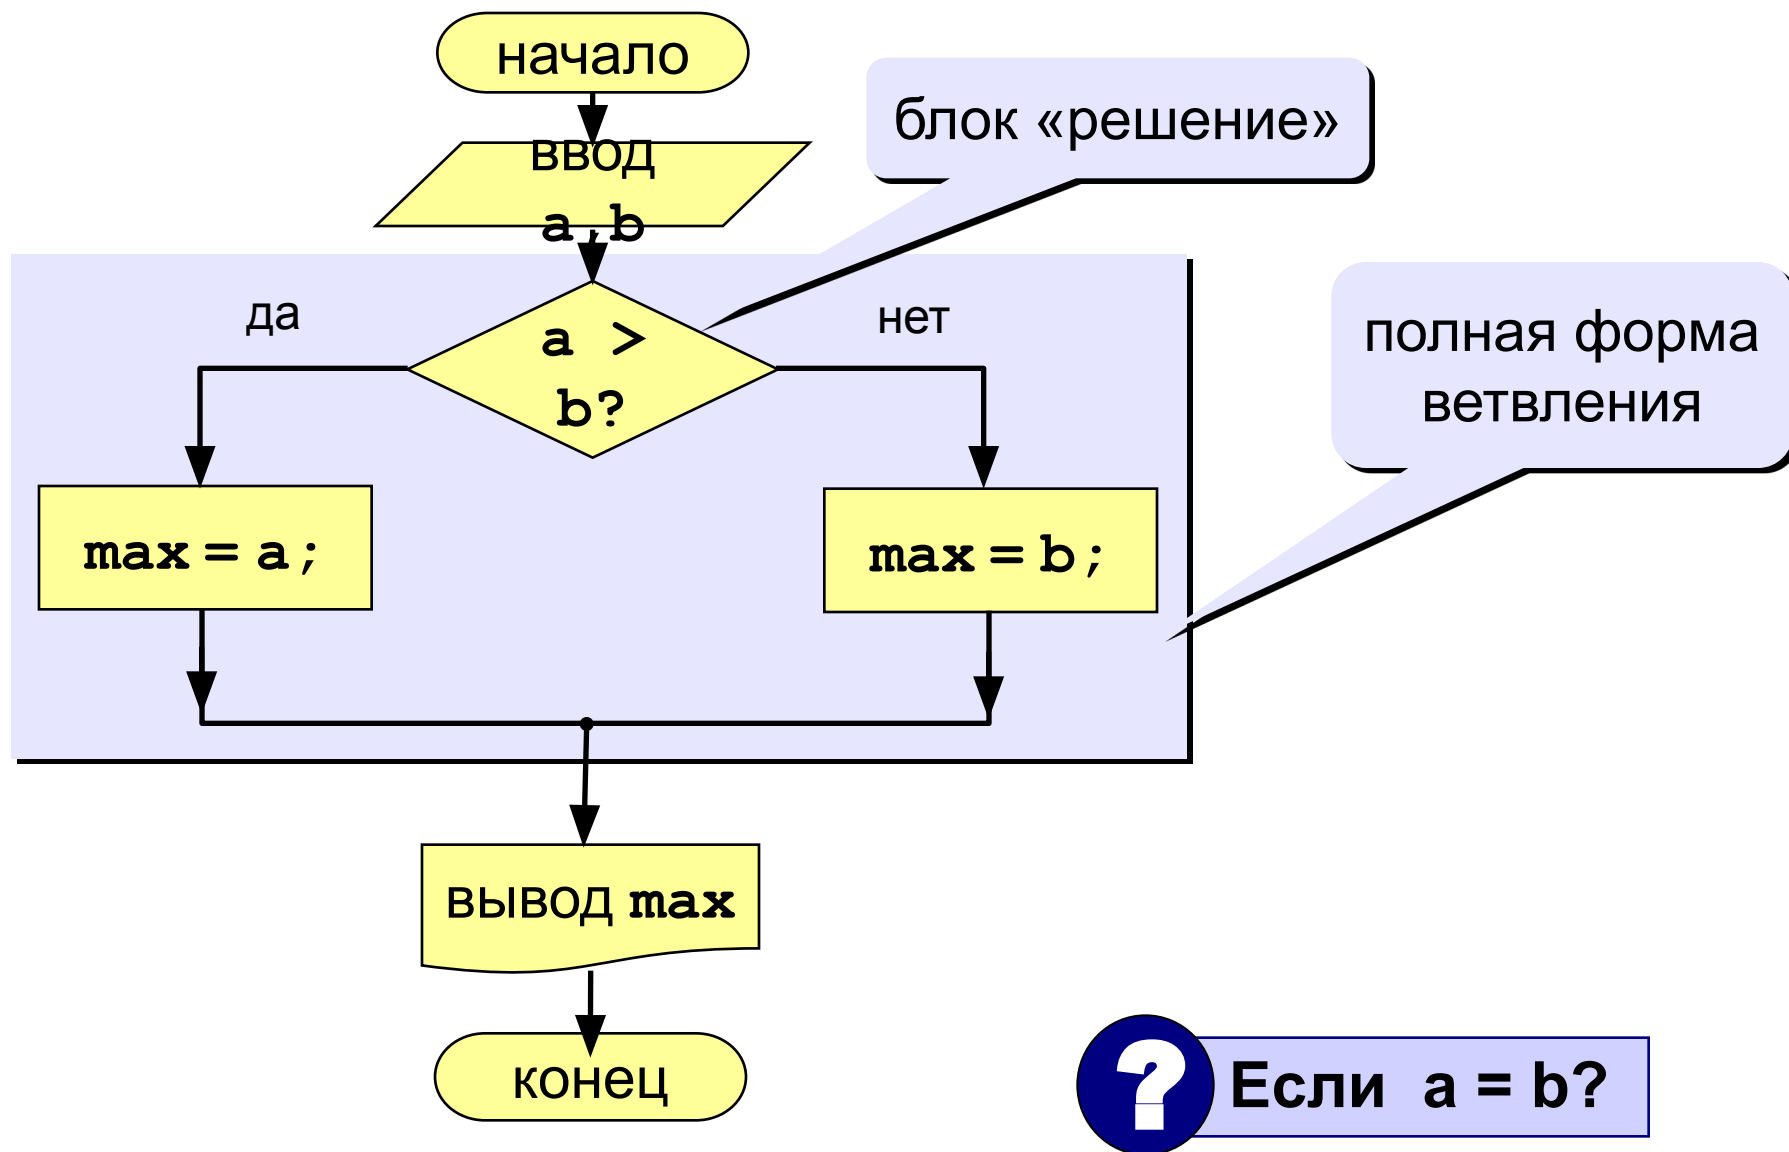 начало
блок «решение»
ввод
a,b
да
нет
a >
b?
полная форма
ветвления
max = a;
max = b;
вывод max
конец
? Если a = b?